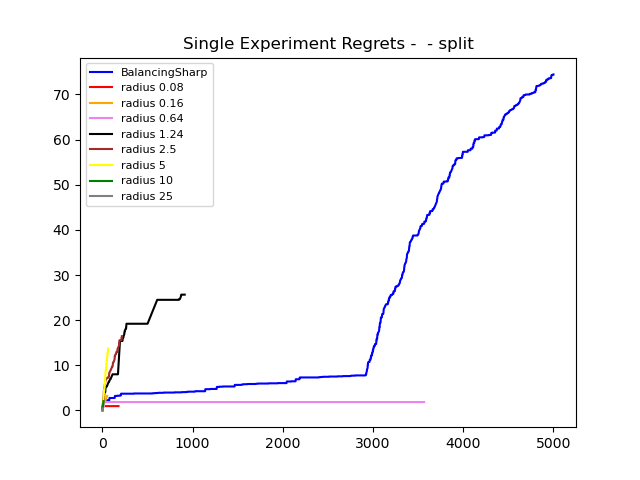 Single Experiment Regrets -  - split
BalancingSharp
radius 0.08
radius 0.16
radius 0.64
radius 1.24
radius 2.5
radius 5
radius 10
radius 25
70
60
50
40
30
20
10
0
0 1000 2000 3000 4000 5000